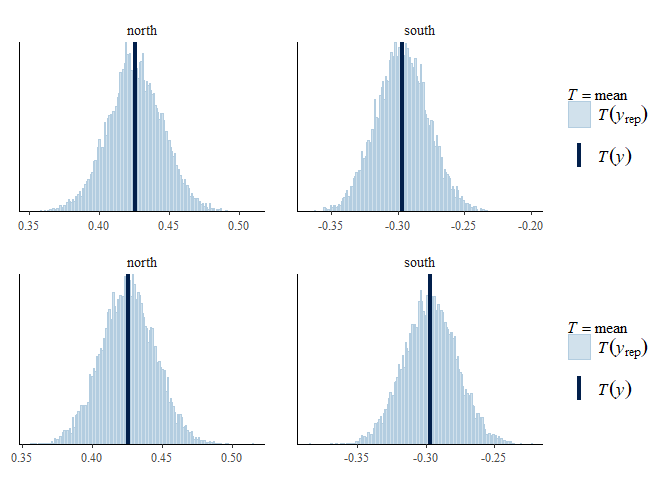 north
south
0.35 0.40 0.45 0.50
-0.35 -0.30 -0.25 -0.20
T = mean
T(yrep)
T(y)
north
south
0.35 0.40 0.45 0.50
-0.35 -0.30 -0.25
T = mean
T(yrep)
T(y)